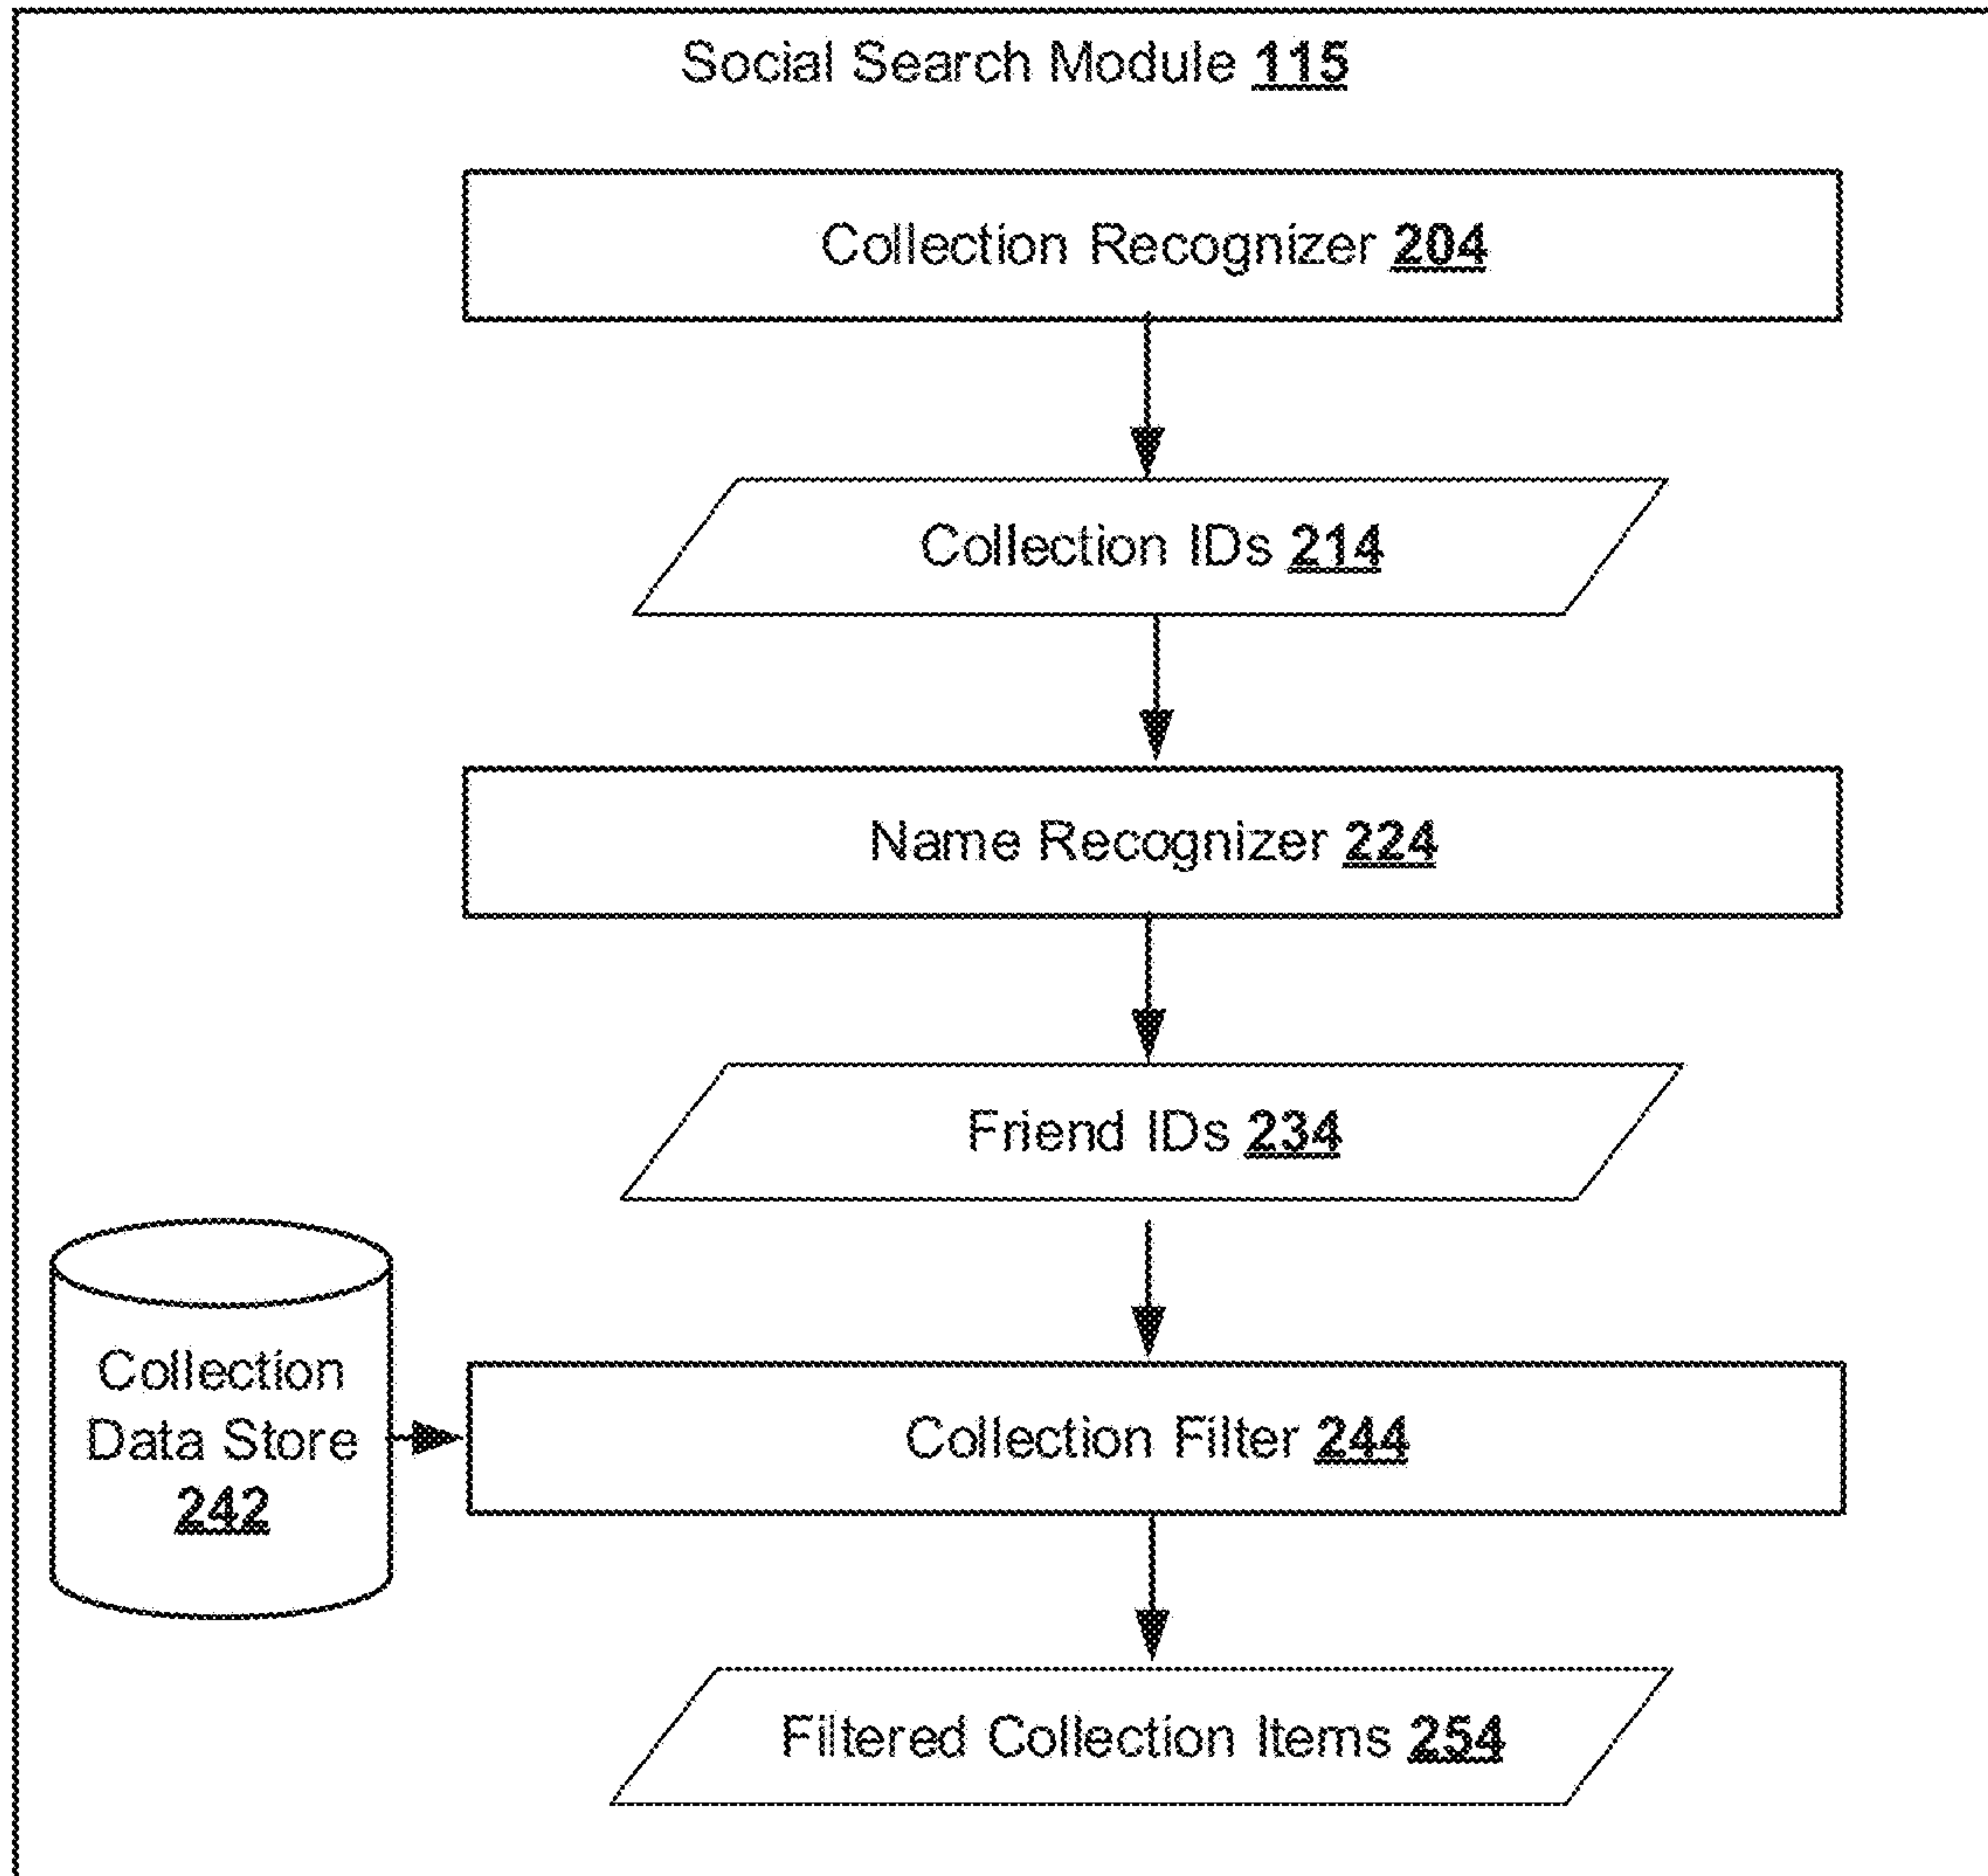 Social Search Module 115
Collection Recognizer 204
Collection IDs 214
Name Recognizer 224
Friend IDs 234
Collection
Data Store
242
Collection Filter 244
Filtered Collection Items 254